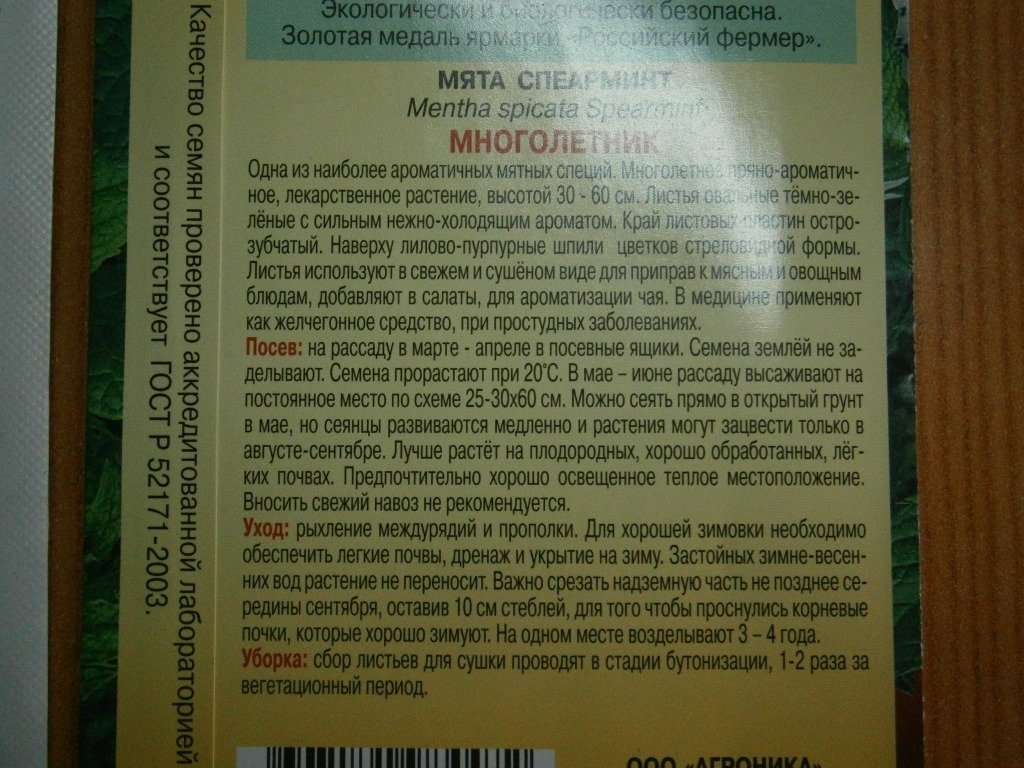 Экологически и биологически безопасна.
Золотая медаль ярмарки «Российский фермер».
МЯТА СПЕАРМИНТ
Mentha spicata Spearmint
МНОГОЛЕТНИК
Одна из наиболее ароматичных мятных специй. Многолетнее пряно-ароматич-
ное, лекарственное растение, высотой 30 - 60 см. Листья овальные тёмно-зе-
лёные с сильным нежно-холодящим ароматом. Край листовых пластин остро-
зубчатый. Наверху лилово-пурпурные шпили цветков стреловидной формы.
Листья используют в свежем и сушёном виде для приправ к мясным и овощным
блюдам, добавляют в салаты, для ароматизации чая. В медицине применяют
как желчегонное средство, при простудных заболеваниях.
Посев: на рассаду в марте - апреле в посевные ящики. Семена землёй не за-
делывают. Семена прорастают при 20˚С. В мае – июне рассаду высаживают на
постоянное место по схеме 25-30х60 см. Можно сеять прямо в открытый грунт
в мае, но сеянцы развиваются медленно и растения могут зацвести только в
августе-сентябре. Лучше растёт на плодородных, хорошо обработанных, лёг-
ких почвах. Предпочтительно хорошо освещенное теплое местоположение.
Вносить свежий навоз не рекомендуется.
Уход: рыхление междурядий и прополки. Для хорошей зимовки необходимо
обеспечить легкие почвы, дренаж и укрытие на зиму. Застойных зимне-весен-
них вод растение не переносит. Важно срезать надземную часть не позднее се-
редины сентября, оставив 10 см стеблей, для того чтобы проснулись корневые
почки, которые хорошо зимуют. На одном месте возделывают 3 – 4 года.
Уборка: сбор листьев для сушки проводят в стадии бутонизации, 1-2 раза за
вегетационный период.
ООО «АГРОНИКА»
Качество семян проверено аккредитованной лабораторией
и соответствует ГОСТ Р 52171-2003.